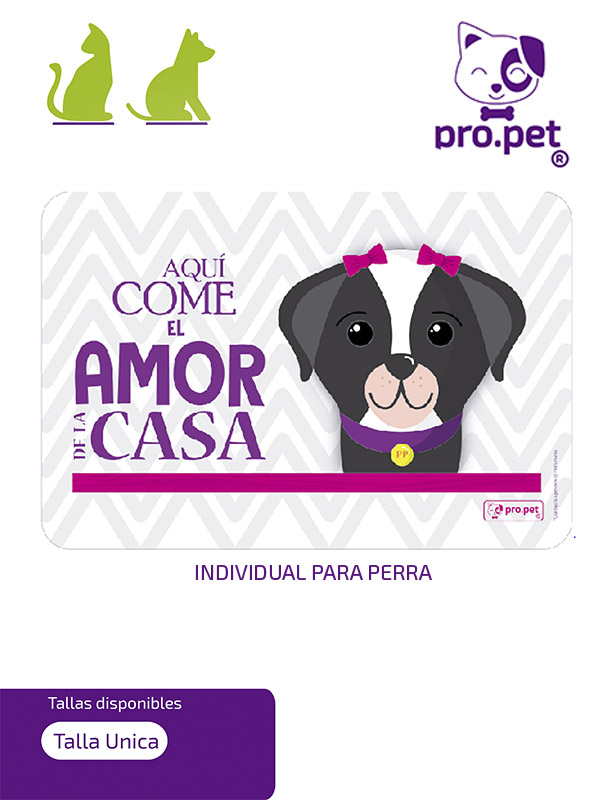 pro.pet
®
AQUÍ
COME
EL
AMOR
DE LA
CASA
PP
pro.pet
®
INDIVIDUAL PARA PERRA
Tallas disponibles
Talla Unica